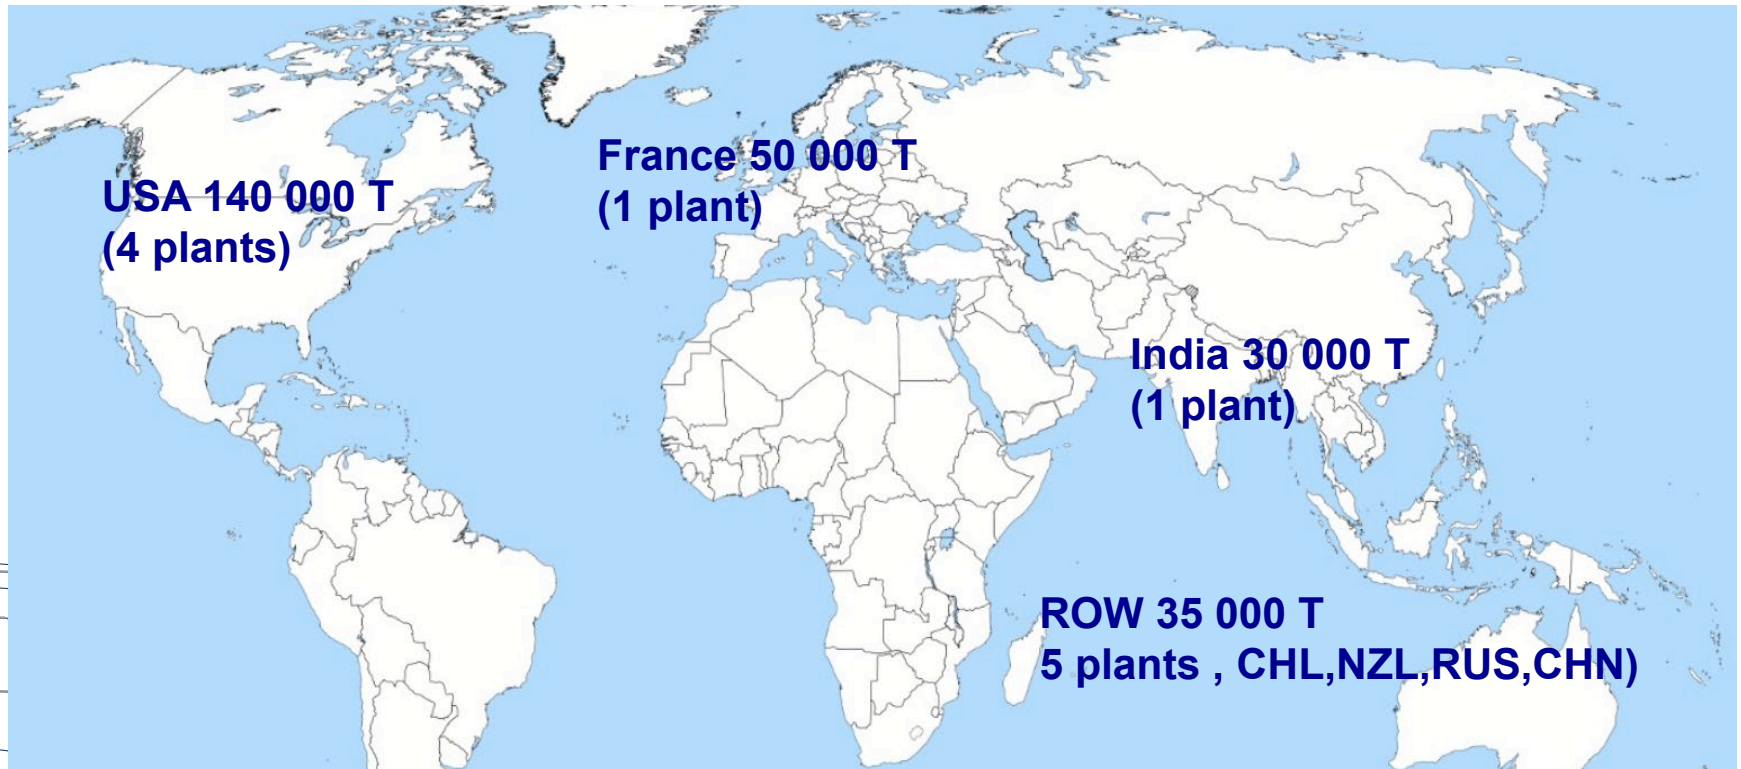 France 50 000 T
(1 plant)
USA 140 000 T
(4 plants)
India 30 000 T
(1 plant)
ROW 35 000 T
5 plants , CHL,NZL,RUS,CHN)